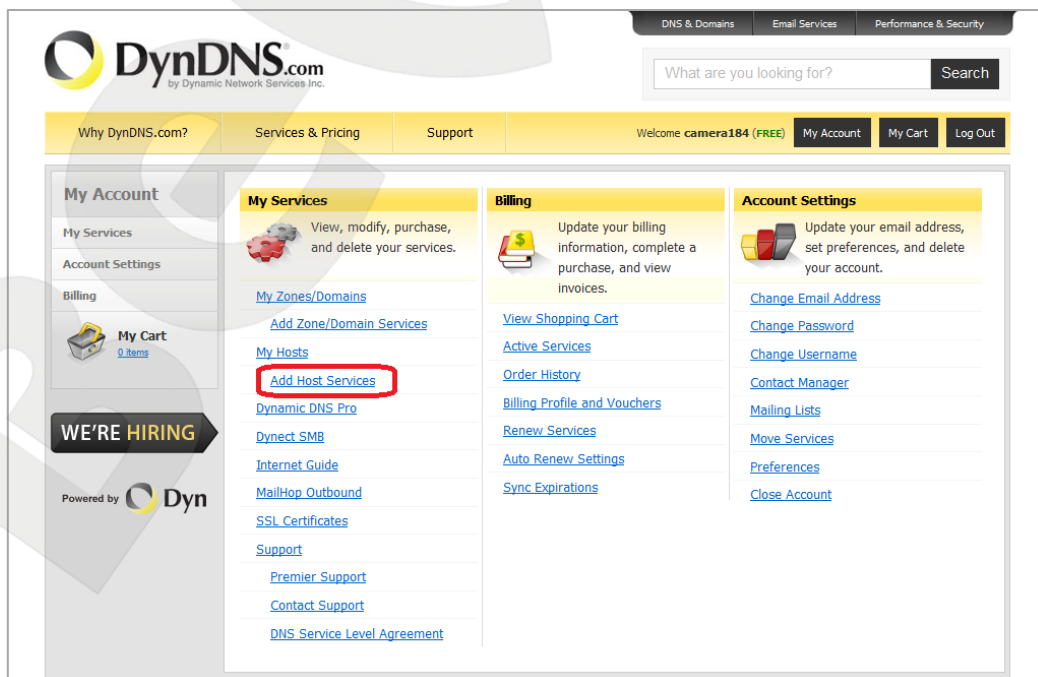 DNS & Domains
Email Services
Performance & Security
DynDNS.com
by Dynamic Network Services Inc.
What are you looking for?
Search
Why DynDNS.com?
Services & Pricing
Support
Welcome camera184 (FREE)
My Account
My Cart
Log Out
My Account
My Services
Account Settings
Billing
My Cart
0 items
WE'RE HIRING
Powered by Dyn
My Services
View, modify, purchase,
and delete your services.
My Zones/Domains
Add Zone/Domain Services
My Hosts
Add Host Services
Dynamic DNS Pro
Dynect SMB
Internet Guide
MailHop Outbound
SSL Certificates
Support
Premier Support
Contact Support
DNS Service Level Agreement
Billing
Update your billing
information, complete a
purchase, and view
invoices.
View Shopping Cart
Active Services
Order History
Billing Profile and Vouchers
Renew Services
Auto Renew Settings
Sync Expirations
Account Settings
Update your email address,
set preferences, and delete
your account.
Change Email Address
Change Password
Change Username
Contact Manager
Mailing Lists
Move Services
Preferences
Close Account